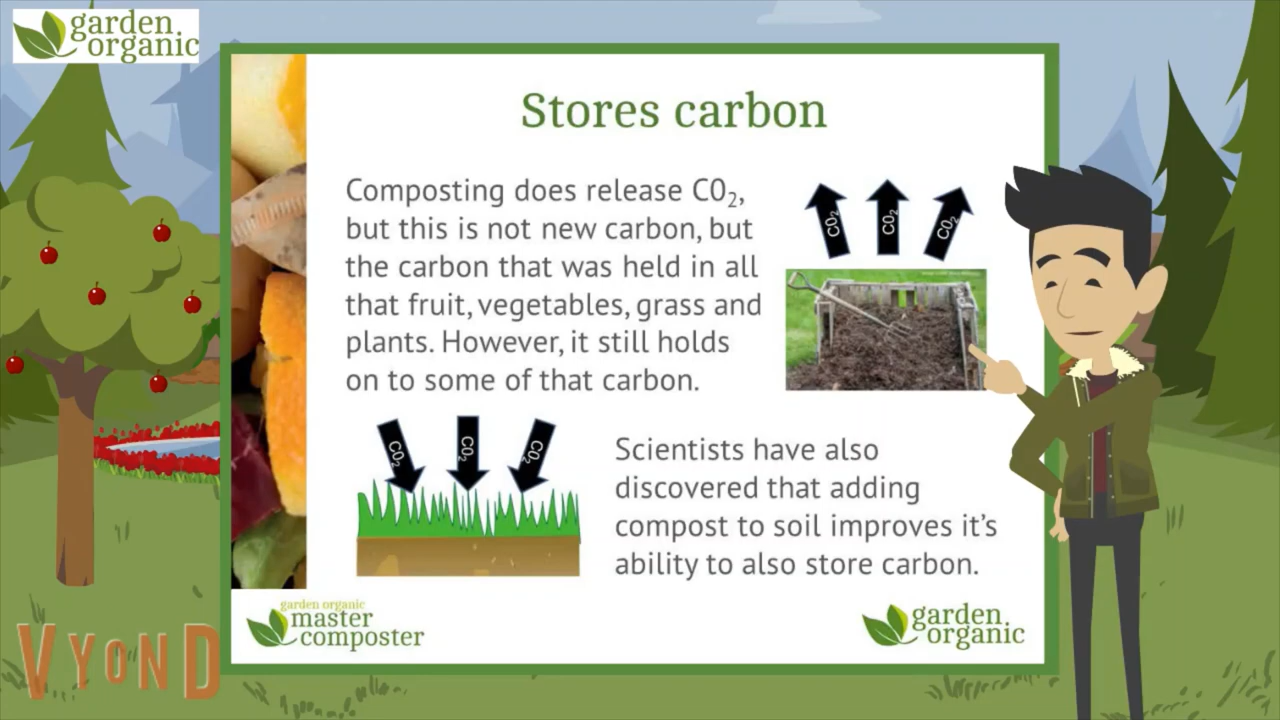 garden
organic
Stores carbon
Composting does release C0₂,
but this is not new carbon, but
the carbon that was held in all
that fruit, vegetables, grass and
plants. However, it still holds
on to some of that carbon.
CO₂ CO₂ CO₂
CO₂ CO₂ CO₂
Scientists have also
discovered that adding
compost to soil improves it's
ability to also store carbon.
garden organic
master
composter
garden
organic
VYOND